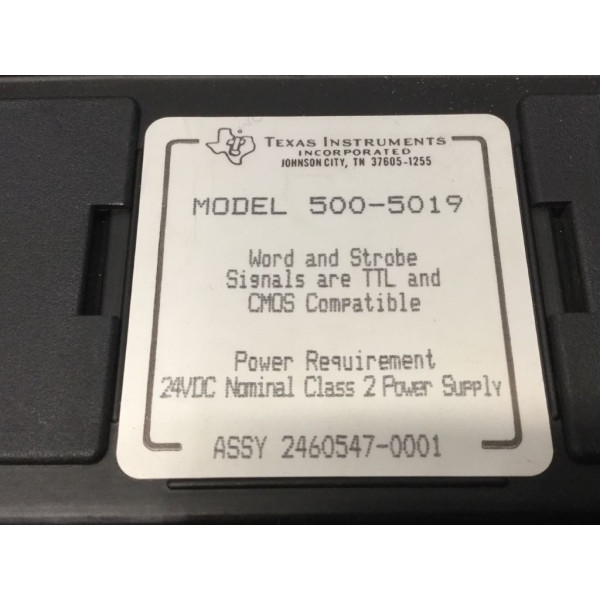 TEXAS INSTRUMENTS
INCORPORATED
JOHNSON CITY, TN 37605-1255
MODEL 500-5019
Word and Strobe
Signals are TTL and
CMOS Compatible
Power Requirement
24VDC Nominal Class 2 Power Supply
ASSY 2460547-0001